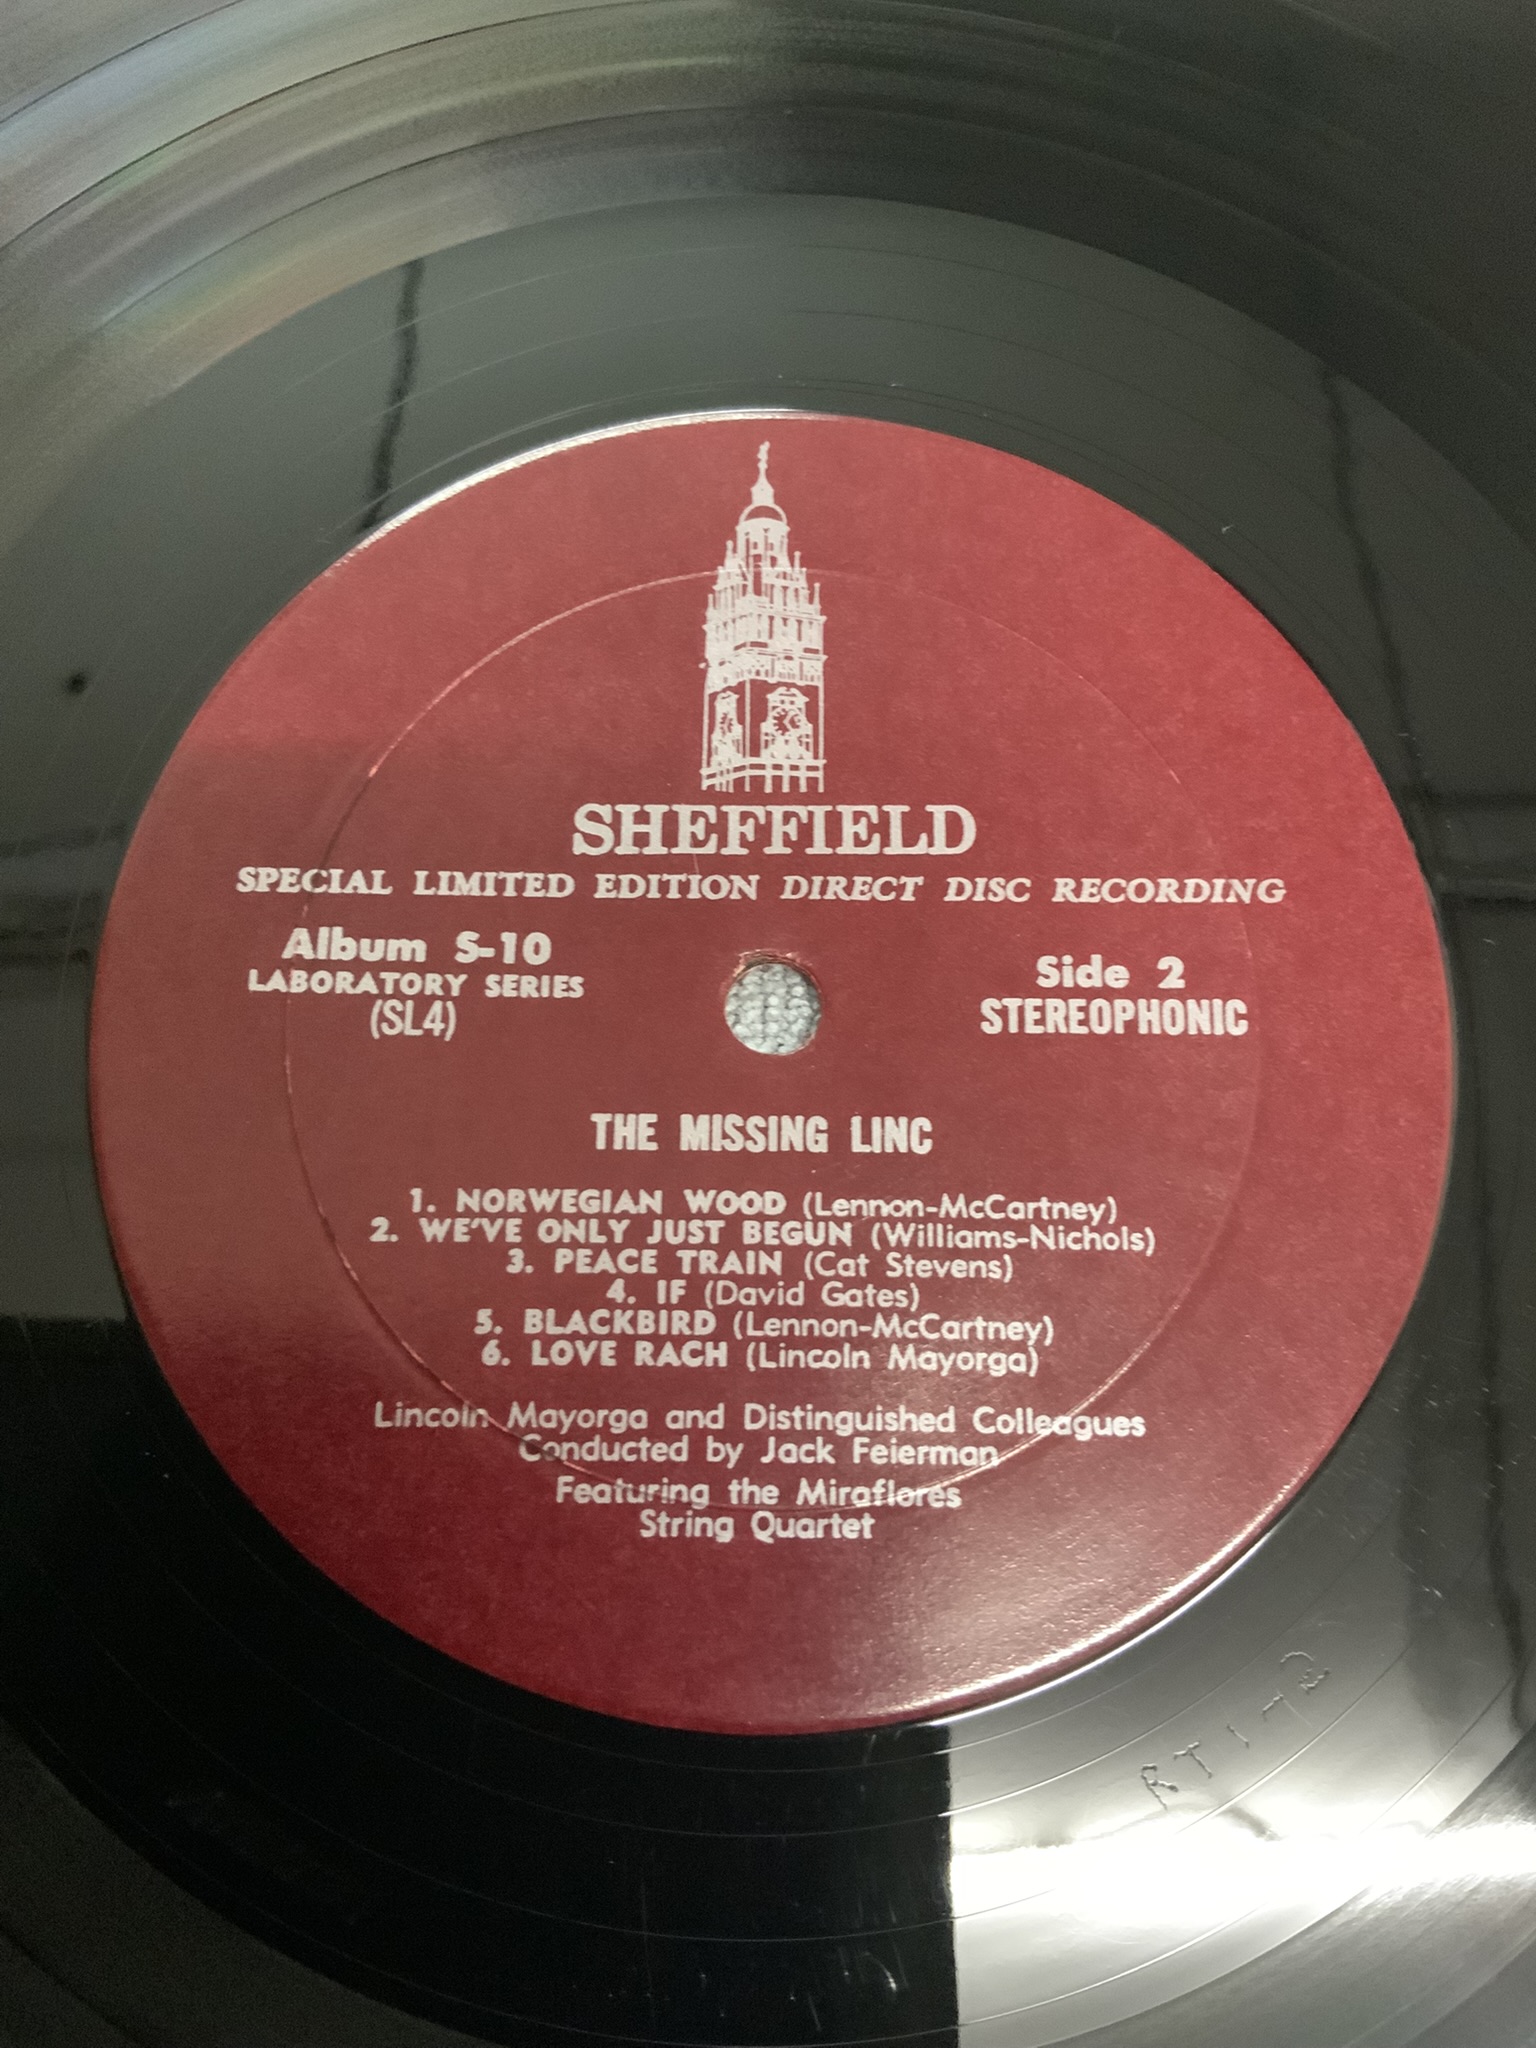 SHEFFIELD
SPECIAL LIMITED EDITION DIRECT DISC RECORDING
Album S-10
LABORATORY SERIES
(SL4)
Side 2
STEREOPHONIC
THE MISSING LINC
1. NORWEGIAN WOOD (Lennon-McCartney)
2. WE'VE ONLY JUST BEGUN (Williams-Nichols)
3. PEACE TRAIN (Cat Stevens)
4. IF (David Gates)
5. BLACKBIRD (Lennon-McCartney)
6. LOVE RACH (Lincoln Mayorga)
Lincoln Mayorga and Distinguished Colleagues
Conducted by Jack Feierman
Featuring the Miraflores
String Quartet